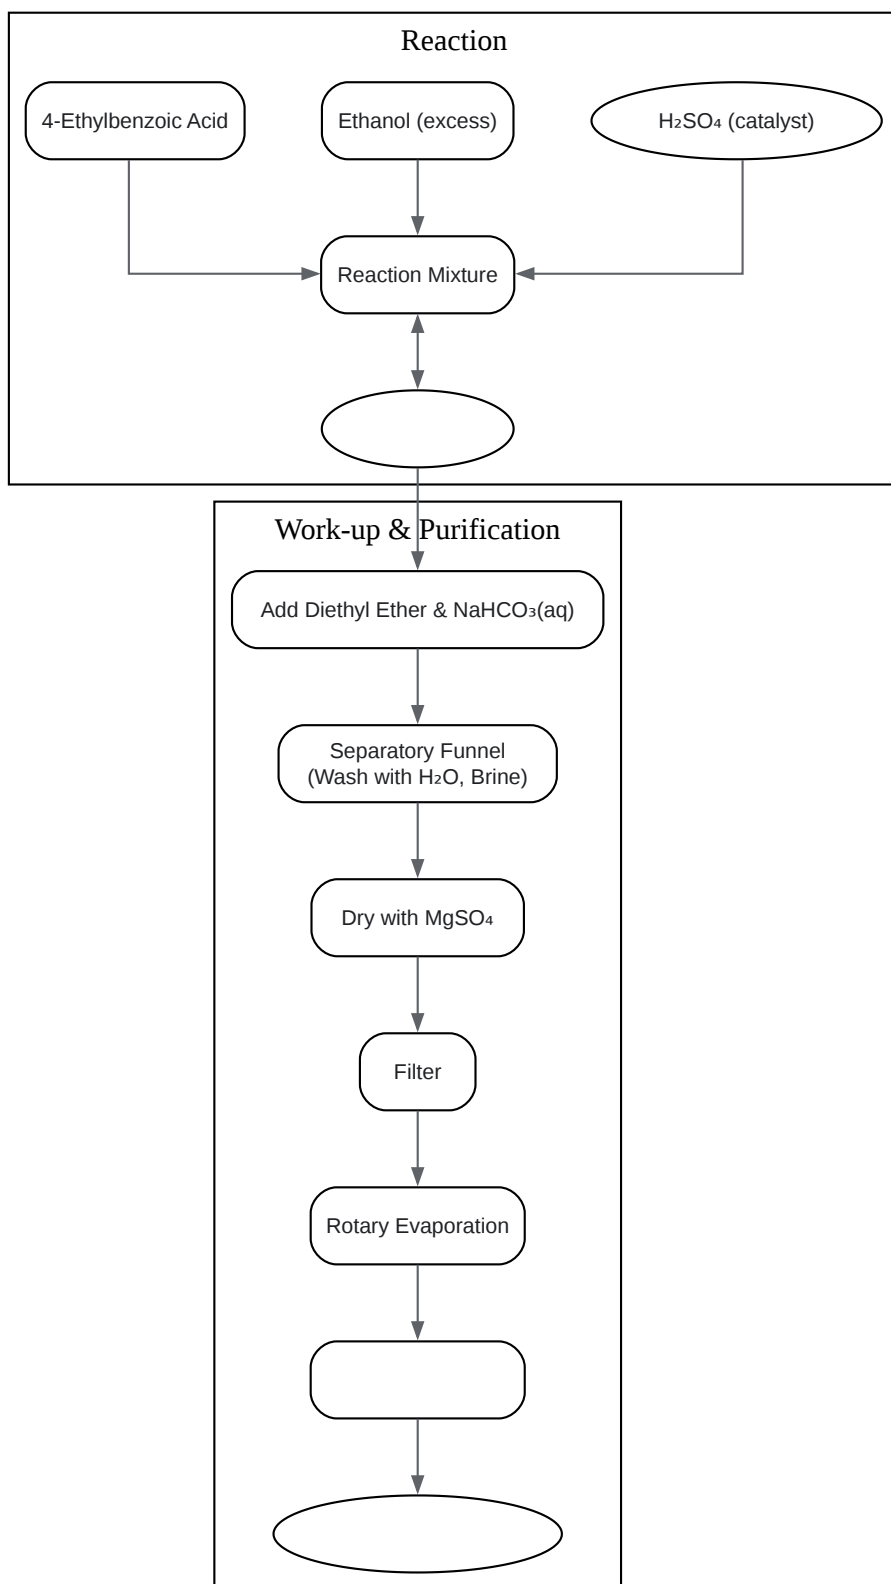 Reaction
4-Ethylbenzoic Acid
Ethanol (excess)
H₂SO₄ (catalyst)
Reaction Mixture
Work-up & Purification
Add Diethyl Ether & NaHCO₃(aq)
Separatory Funnel
(Wash with H₂O, Brine)
Dry with MgSO₄
Filter
Rotary Evaporation